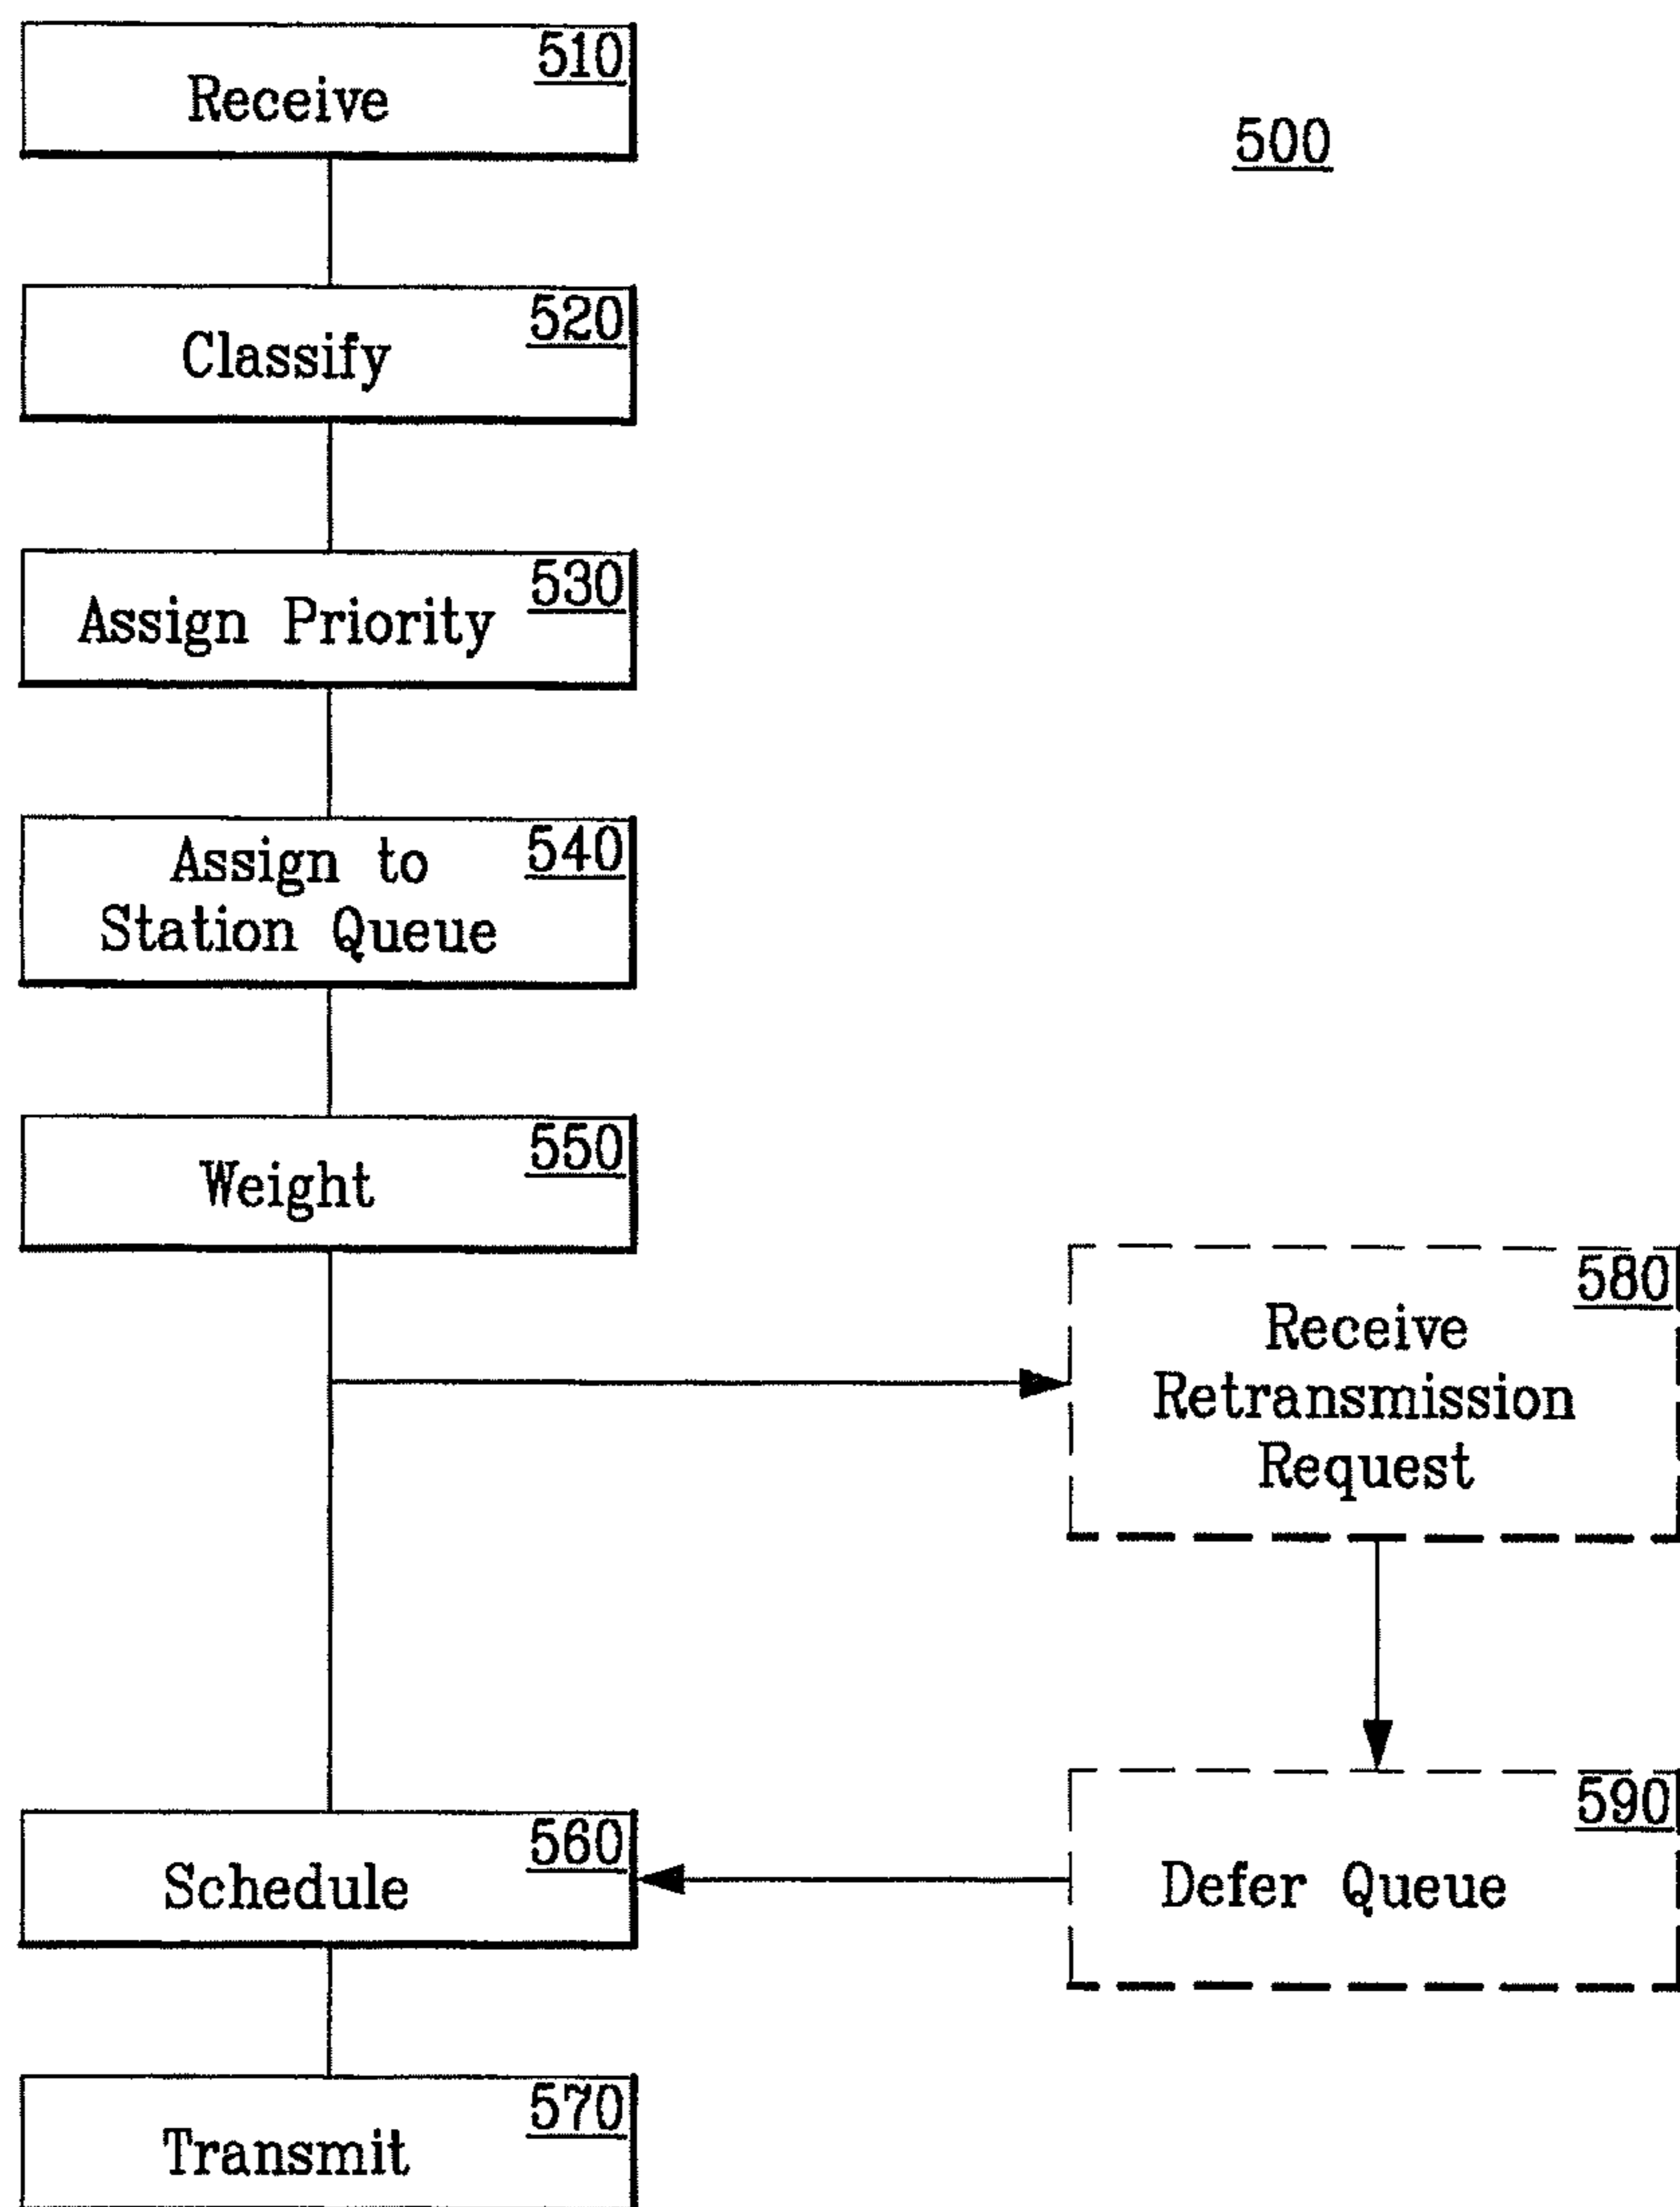 510
Receive
500
520
Classify
530
Assign Priority
540
Assign to
Station Queue
550
Weight
580
Receive
Retransmission
Request
560
Schedule
590
Defer Queue
570
Transmit